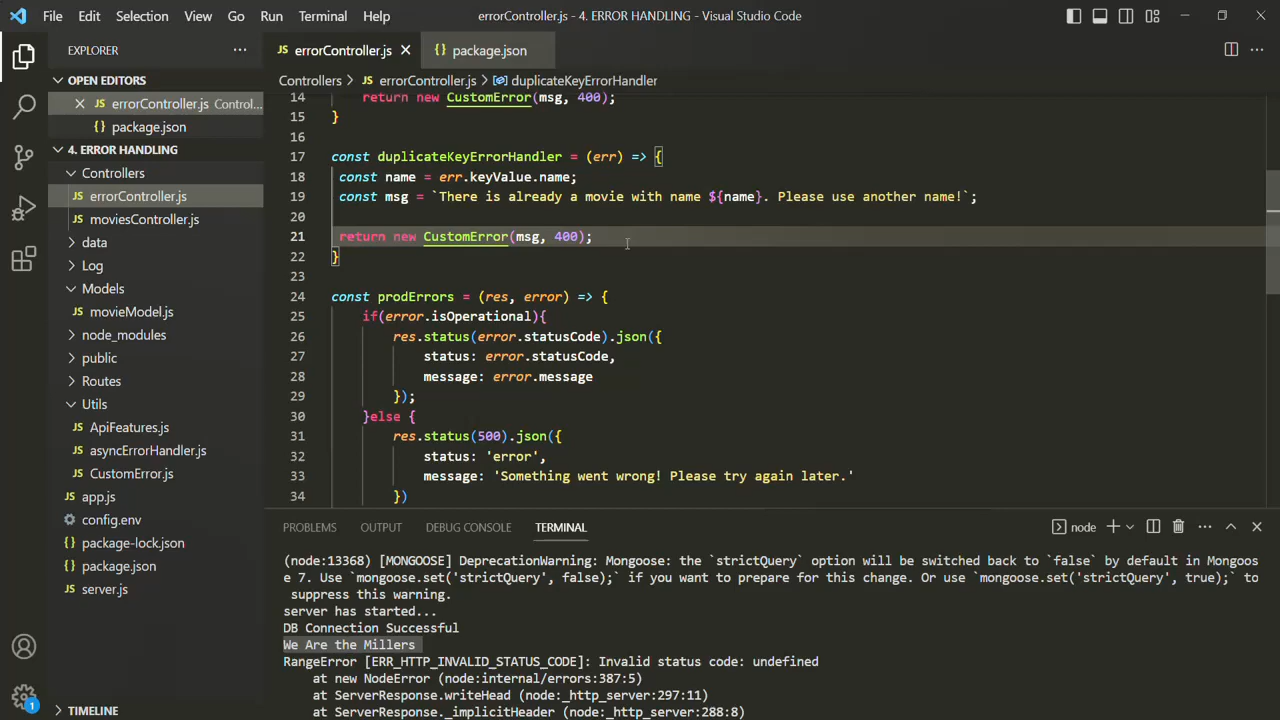 File Edit Selection View Go Run Terminal Help errorController.js - 4. ERROR HANDLING - Visual Studio Code
EXPLORER
OPEN EDITORS
errorController.js Control...
package.json
4. ERROR HANDLING
Controllers
errorController.js
moviesController.js
data
Log
Models
movieModel.js
node_modules
public
Routes
Utils
ApiFeatures.js
asyncErrorHandler.js
CustomError.js
app.js
config.env
package-lock.json
package.json
server.js
TIMELINE
1
errorController.js package.json
Controllers > errorController.js > duplicateKeyErrorHandler
14 return new CustomError(msg, 400);
15 }
16
17 const duplicateKeyErrorHandler = (err) => {
18 const name = err.keyValue.name;
19 const msg = `There is already a movie with name ${name}. Please use another name!`;
20
21 return new CustomError(msg, 400);
22 }
23
24 const prodErrors = (res, error) => {
25 if(error.isOperational){
26 res.status(error.statusCode).json({
27 status: error.statusCode,
28 message: error.message
29 });
30 }else {
31 res.status(500).json({
32 status: 'error',
33 message: 'Something went wrong! Please try again later.'
34 })
PROBLEMS OUTPUT DEBUG CONSOLE TERMINAL node
(node:13368) [MONGOOSE] DeprecationWarning: Mongoose: the `strictQuery` option will be switched back to `false` by default in Mongoos
e 7. Use `mongoose.set('strictQuery', false);` if you want to prepare for this change. Or use `mongoose.set('strictQuery', true);` to
suppress this warning.
server has started...
DB Connection Successful
We Are the Millers
RangeError [ERR_HTTP_INVALID_STATUS_CODE]: Invalid status code: undefined
at new NodeError (node:internal/errors:387:5)
at ServerResponse.writeHead (node:_http_server:297:11)
at ServerResponse._implicitHeader (node:_http_server:288:8)